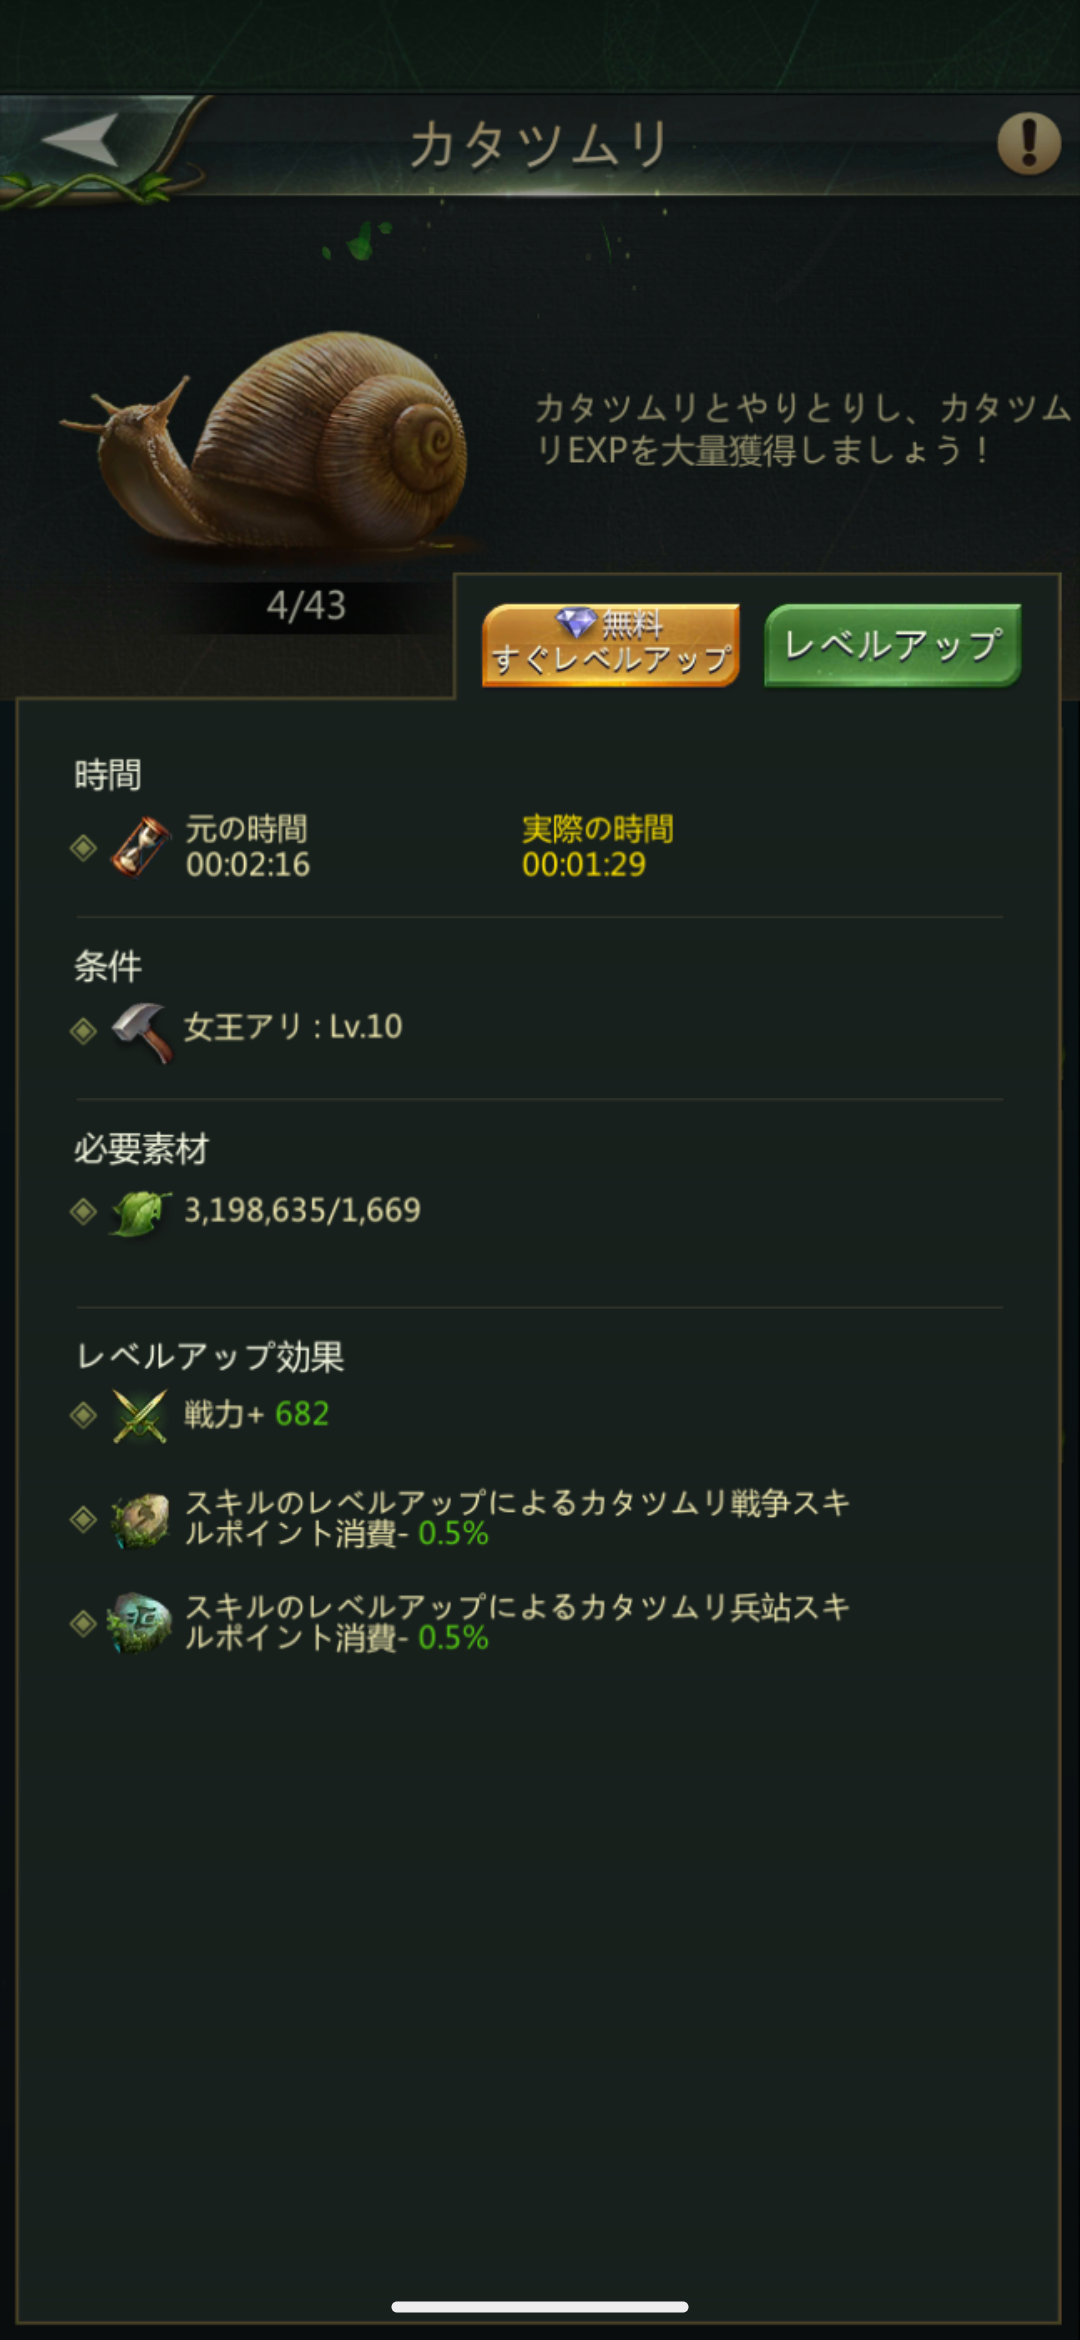 カタツムリ
カタツムリとやりとりし、カタツム
リEXPを大量獲得しましょう！
4/43
無料
すぐレベルアップ
レベルアップ
時間
元の時間
00:02:16
実際の時間
00:01:29
条件
女王アリ : Lv.10
必要素材
3,198,635/1,669
レベルアップ効果
戦力+ 682
スキルのレベルアップによるカタツムリ戦争スキ
ルポイント消費- 0.5%
スキルのレベルアップによるカタツムリ兵站スキ
ルポイント消費- 0.5%